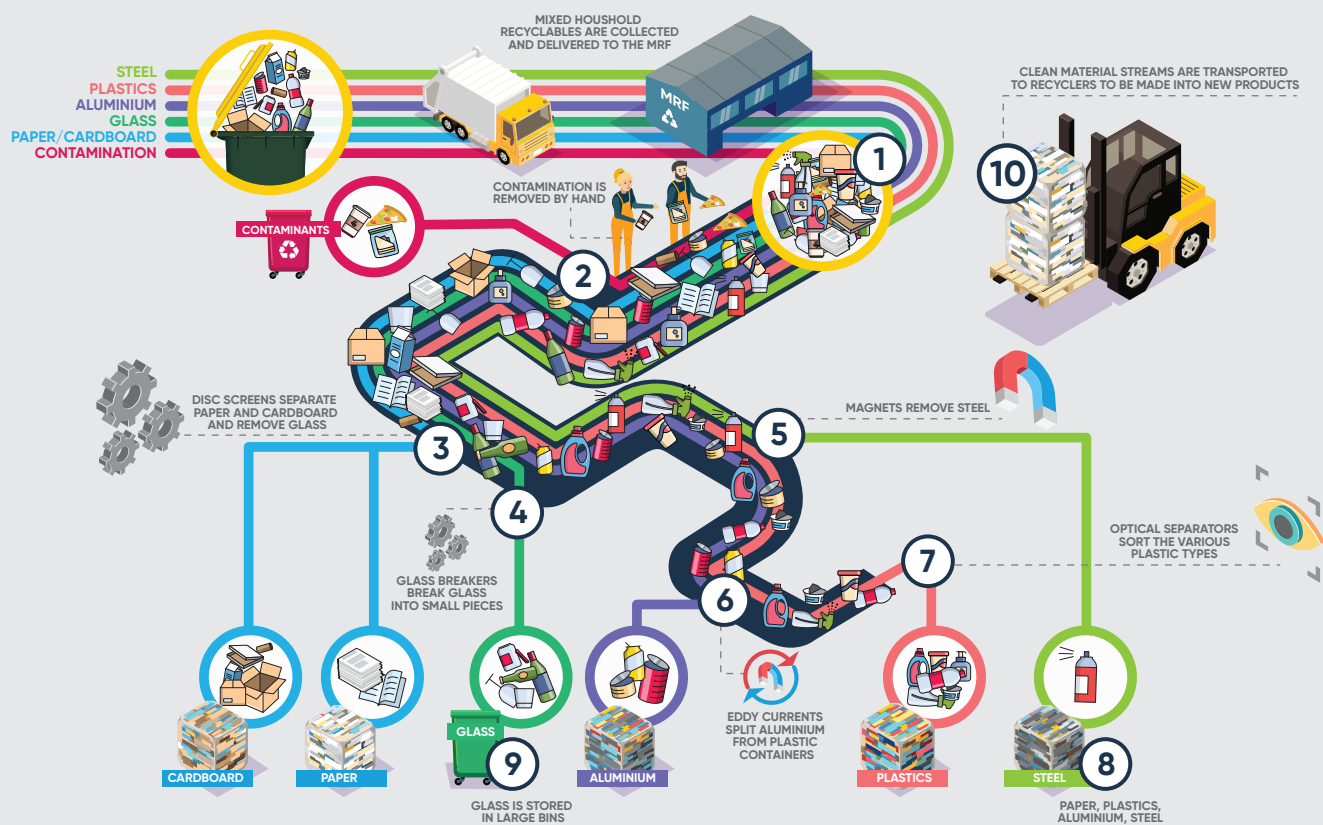 MIXED HOUSHOLD
RECYCLABLES ARE COLLECTED
AND DELIVERED TO THE MRF
STEEL
PLASTICS
ALUMINIUM
GLASS
PAPER/CARDBOARD
CONTAMINATION
MRF
CLEAN MATERIAL STREAMS ARE TRANSPORTED
TO RECYCLERS TO BE MADE INTO NEW PRODUCTS
1
10
CONTAMINATION IS
REMOVED BY HAND
CONTAMINANTS
2
DISC SCREENS SEPARATE
PAPER AND CARDBOARD
AND REMOVE GLASS
3
MAGNETS REMOVE STEEL
5
4
GLASS BREAKERS
BREAK GLASS
INTO SMALL PIECES
OPTICAL SEPARATORS
SORT THE VARIOUS
PLASTIC TYPES
7
6
EDDY CURRENTS
SPLIT ALUMINIUM
FROM PLASTIC
CONTAINERS
CARDBOARD
PAPER
GLASS
9
ALUMINIUM
PLASTICS
STEEL
8
GLASS IS STORED
IN LARGE BINS
PAPER, PLASTICS,
ALUMINIUM, STEEL